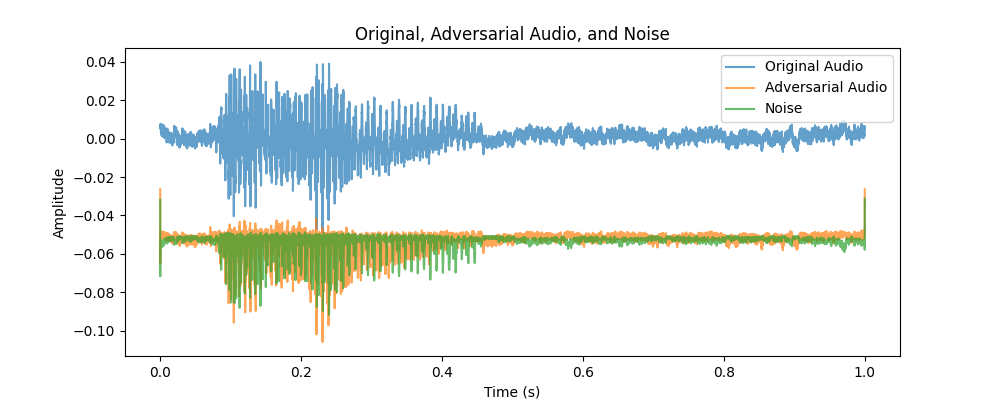 Original, Adversarial Audio, and Noise
Original Audio
Adversarial Audio
Noise
0.04
0.02
0.00
−0.02
−0.04
−0.06
−0.08
−0.10
Amplitude
0.0 0.2 0.4 0.6 0.8 1.0
Time (s)